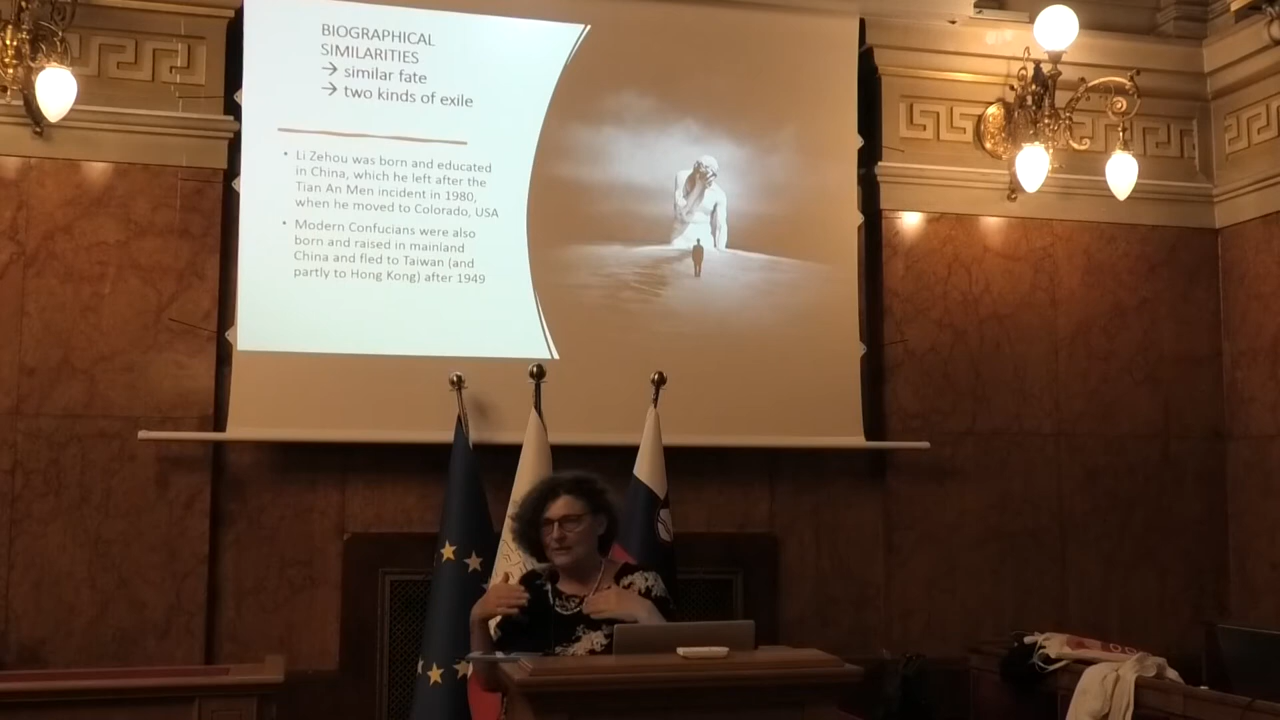 BIOGRAPHICAL
SIMILARITIES
→ similar fate
→ two kinds of exile
• Li Zehou was born and educated
in China, which he left after the
Tian An Men incident in 1980,
when he moved to Colorado, USA
• Modern Confucians were also
born and raised in mainland
China and fled to Taiwan (and
partly to Hong Kong) after 1949